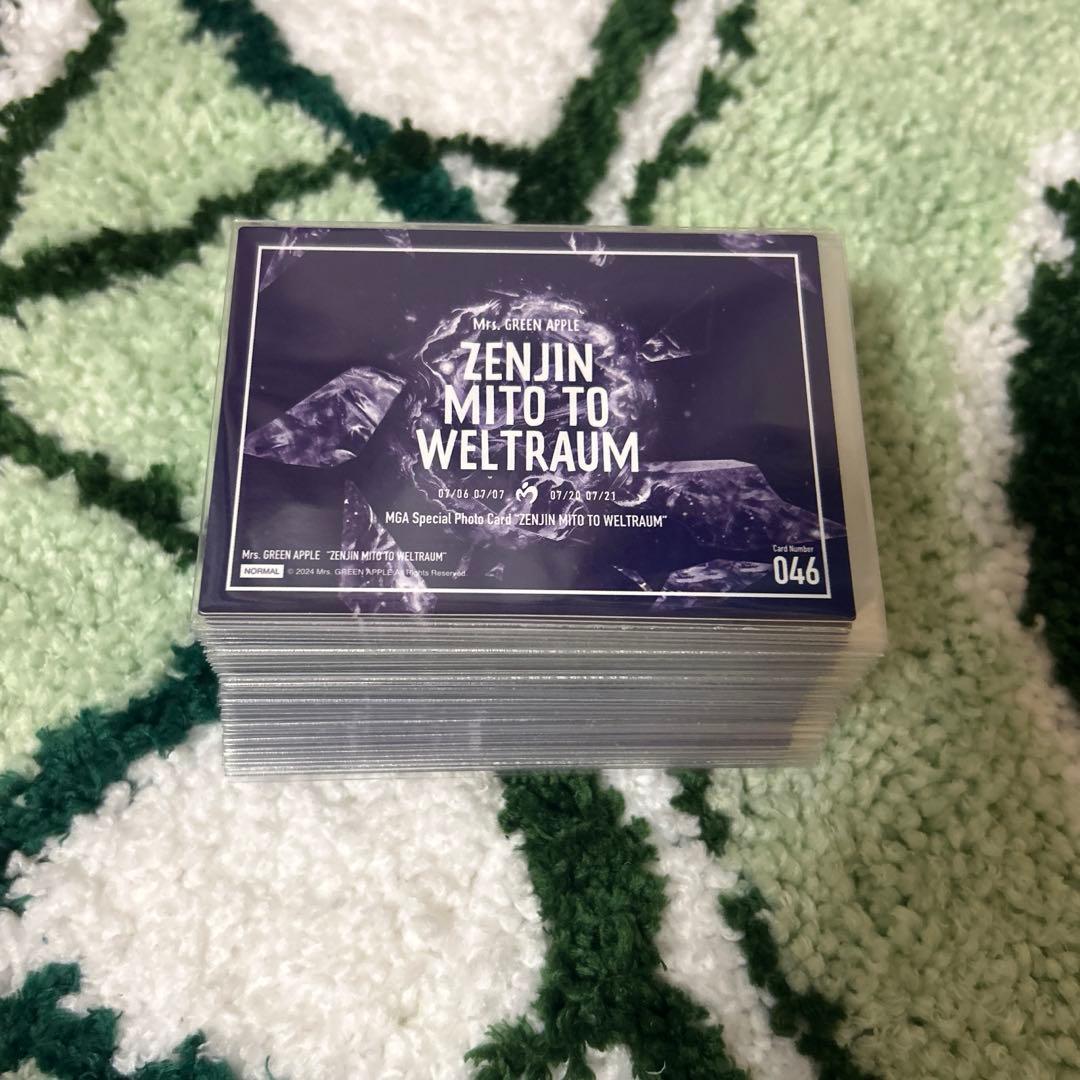 Mrs. GREEN APPLE
ZENJIN
MITO TO
WELTRAUM
07/06 07/07 07/20 07/21
MGA Special Photo Card "ZENJIN MITO TO WELTRAUM"
Mrs. GREEN APPLE "ZENJIN MITO TO WELTRAUM"
NORMAL © 2024 Mrs. GREEN APPLE All Rights Reserved.
Card Number
046